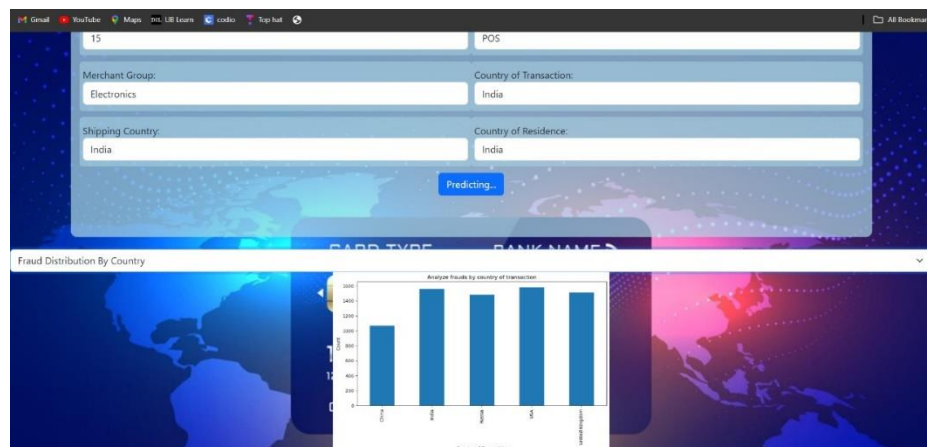 Gmail YouTube Maps UB Learn codio Top hat All Bookmar
15 POS
Merchant Group: Country of Transaction:
Electronics India
Shipping Country: Country of Residence:
India India
Predicting...
CARD TYPE BANK NAME
Fraud Distribution By Country
Analyze frauds by country of transaction
1600
1400
1200
1000
800
600
400
200
0
Count
China India Russia USA United Kingdom